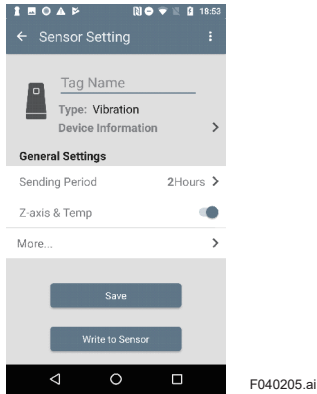 18:53
Sensor Setting
Tag Name
Type: Vibration
Device Information
General Settings
Sending Period 2Hours
Z-axis & Temp
More...
Save
Write to Sensor
F040205.ai